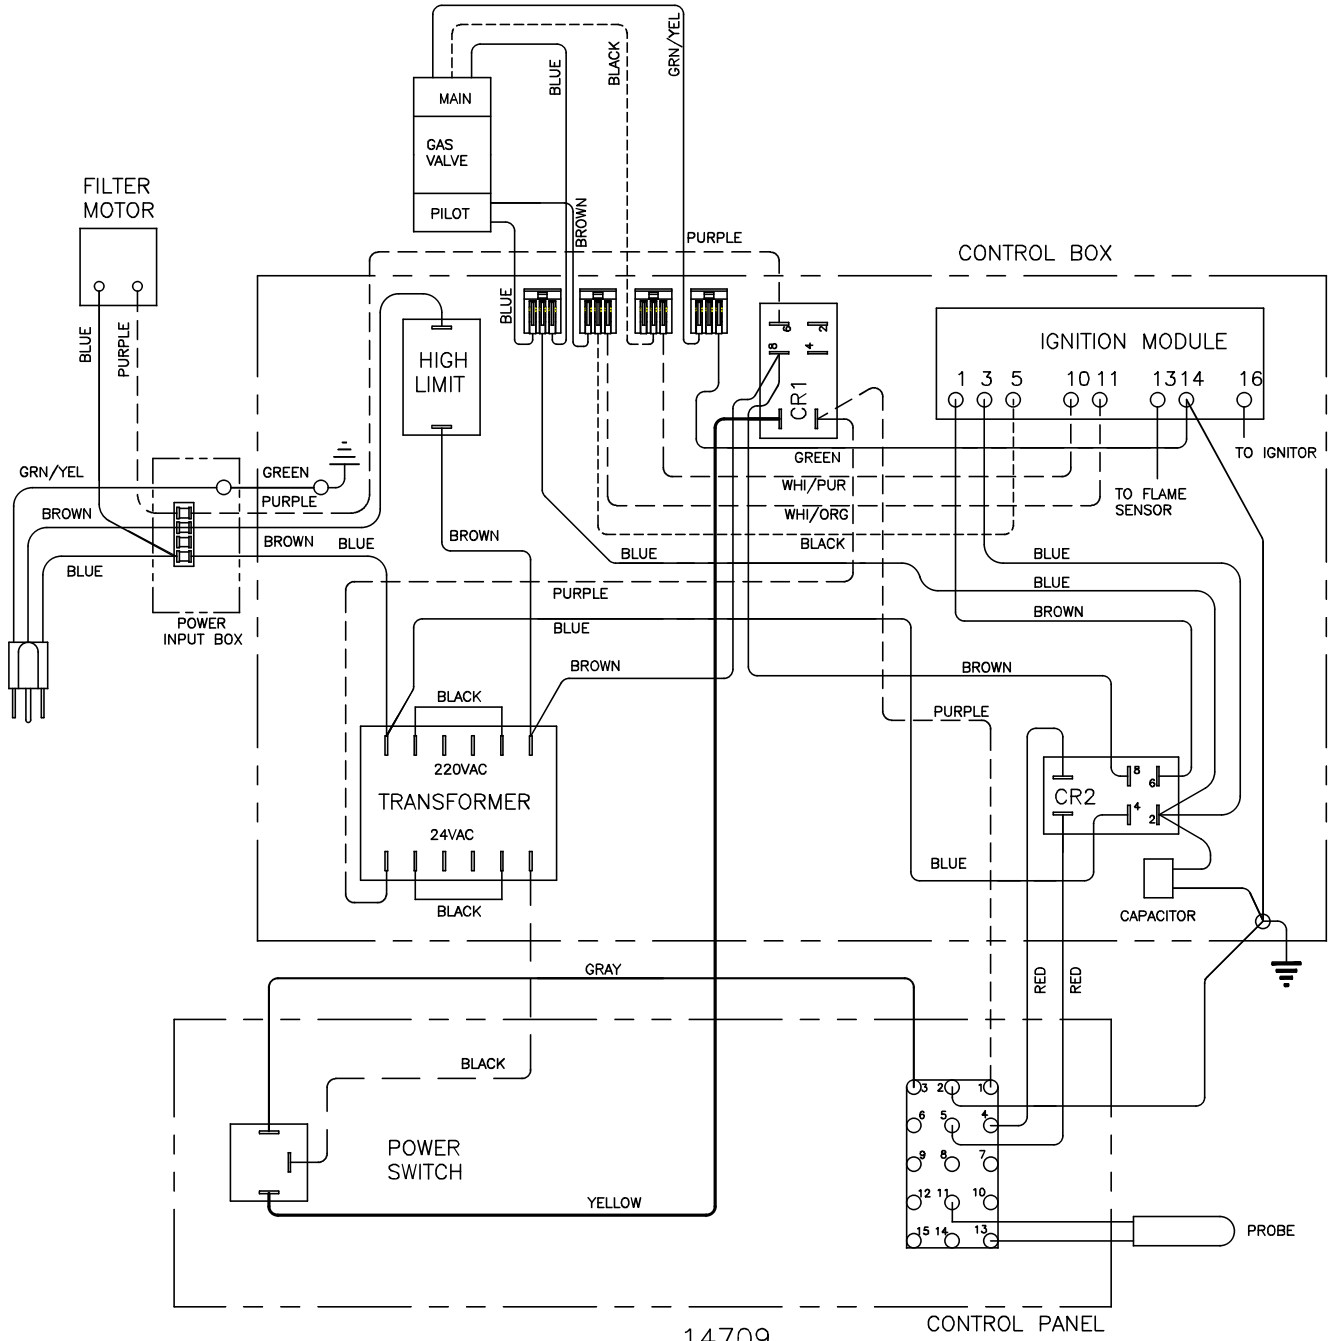 GRN/YEL
BLACK
BLUE
MAIN
GAS
VALVE
PILOT
BROWN
PURPLE
FILTER
MOTOR
CONTROL BOX
BLUE
BLUE
PURPLE
HIGH
LIMIT
6 2
8 4
CR1
IGNITION MODULE
1 3 5 10 11 13 14 16
TO IGNITOR
TO FLAME
SENSOR
GREEN
WHI/PUR
WHI/ORG
BLACK
GRN/YEL
GREEN
PURPLE
BROWN
BROWN
BLUE
BLUE
BROWN
BLUE
BLUE
BLUE
PURPLE
BROWN
POWER
INPUT BOX
BLUE
BROWN
BROWN
BLACK
PURPLE
220VAC
TRANSFORMER
24VAC
BLACK
CR2
8 6
4 2
BLUE
CAPACITOR
GRAY
RED
RED
BLACK
3 2 1
6 5 4
9 8 7
12 11 10
15 14 13
POWER
SWITCH
YELLOW
PROBE
CONTROL PANEL
14709